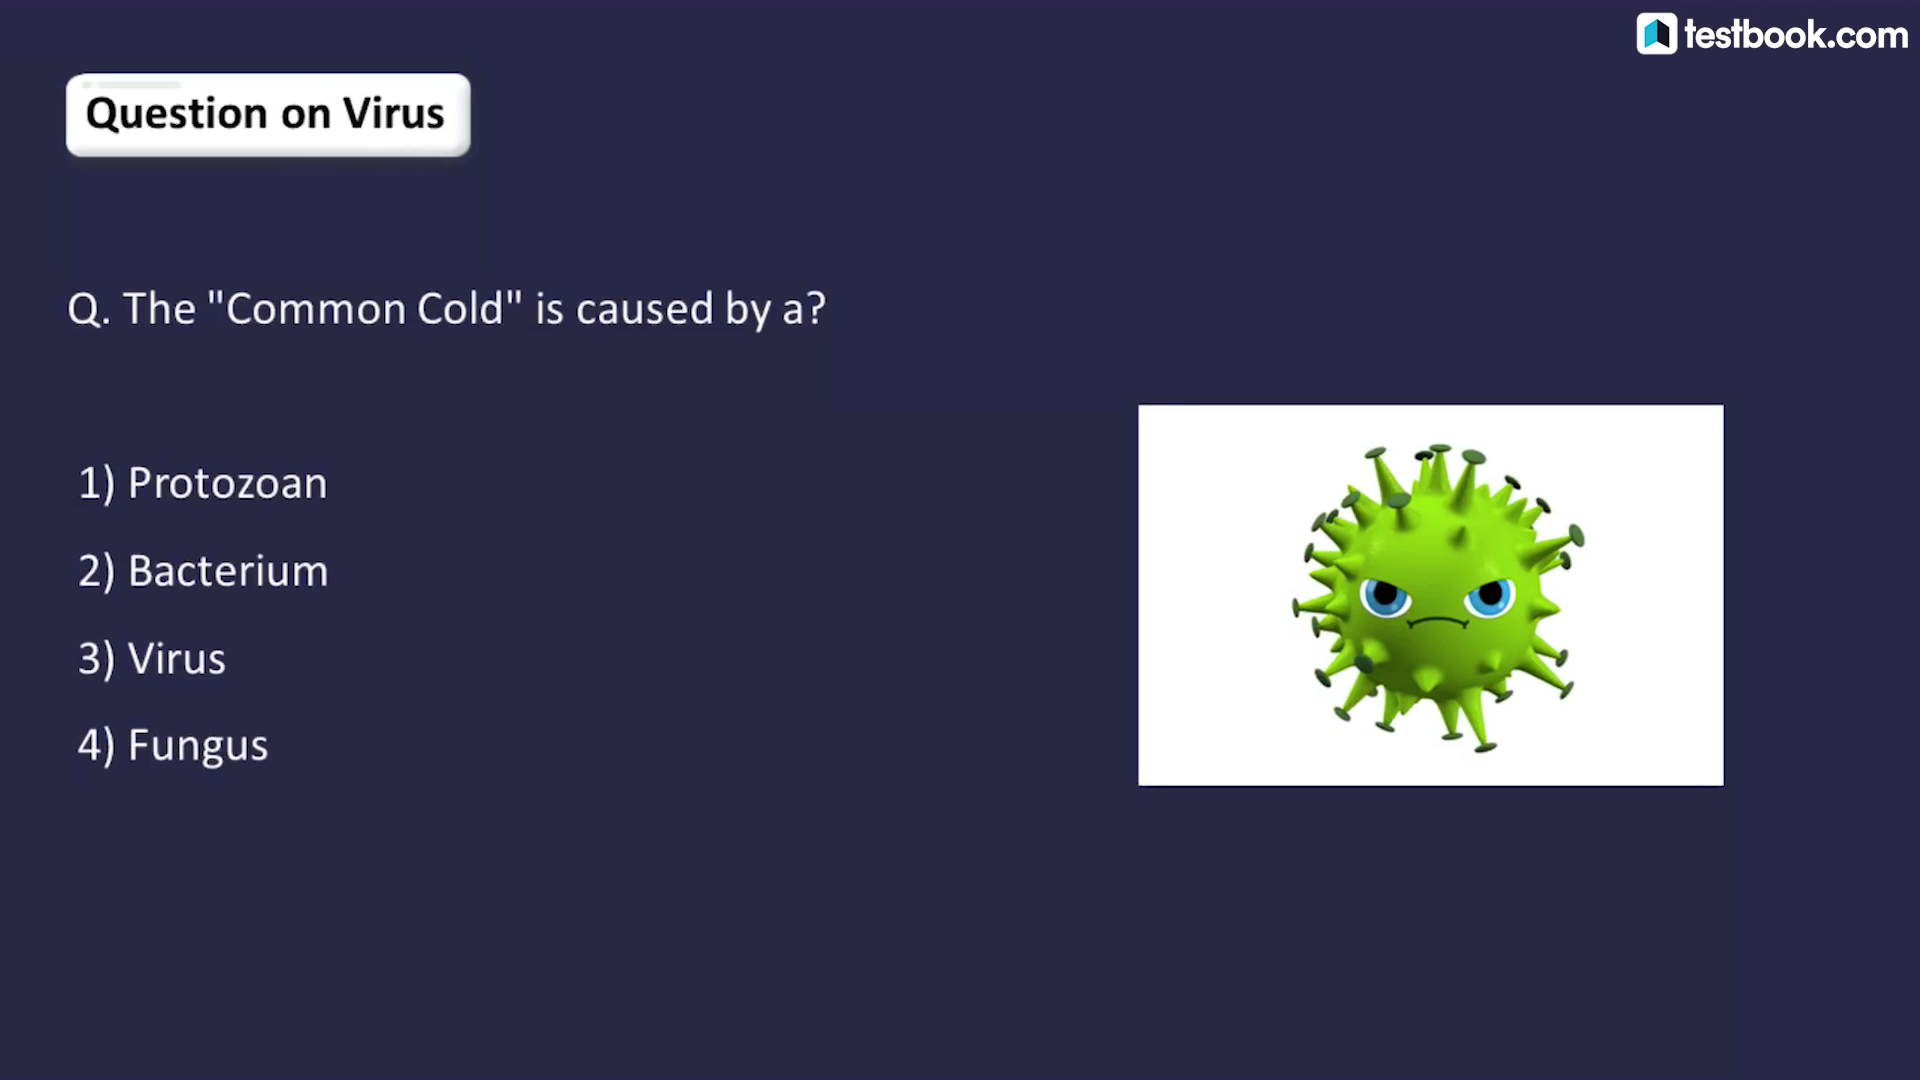 testbook.com
Question on Virus
Q. The "Common Cold" is caused by a?
1) Protozoan
2) Bacterium
3) Virus
4) Fungus